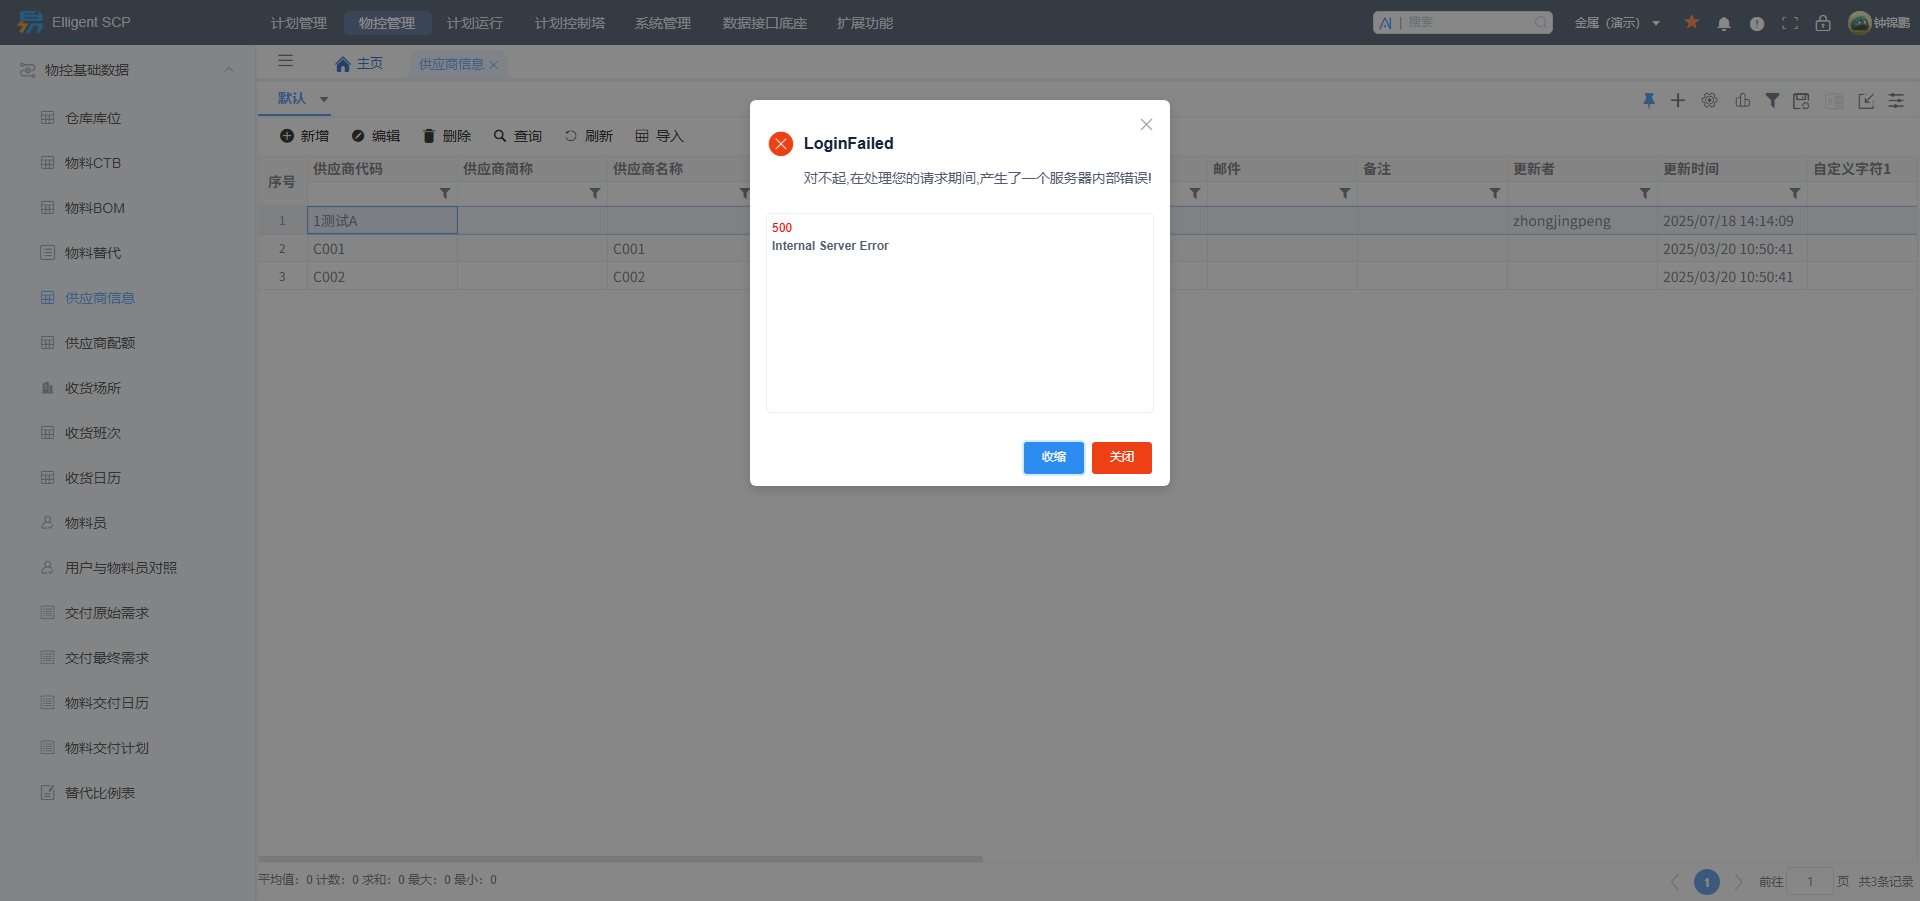 Elligent SCP
计划管理 物控管理 计划运行 计划控制塔 系统管理 数据接口底座 扩展功能
搜索
金属（演示）
钟锦鹏
物控基础数据
仓库库位
物料CTB
物料BOM
物料替代
供应商信息
供应商配额
收货场所
收货班次
收货日历
物料员
用户与物料员对照
交付原始需求
交付最终需求
物料交付日历
物料交付计划
替代比例表
主页 供应商信息
默认
新增 编辑 删除 查询 刷新 导入
序号 供应商代码 供应商简称 供应商名称 邮件 备注 更新者 更新时间 自定义字符1
1 1测试A zhongjingpeng 2025/07/18 14:14:09
2 C001 C001 2025/03/20 10:50:41
3 C002 C002 2025/03/20 10:50:41
LoginFailed
对不起,在处理您的请求期间,产生了一个服务器内部错误!
500
Internal Server Error
收缩 关闭
平均值: 0 计数: 0 求和: 0 最大: 0 最小: 0
1 前往 1 页 共3条记录